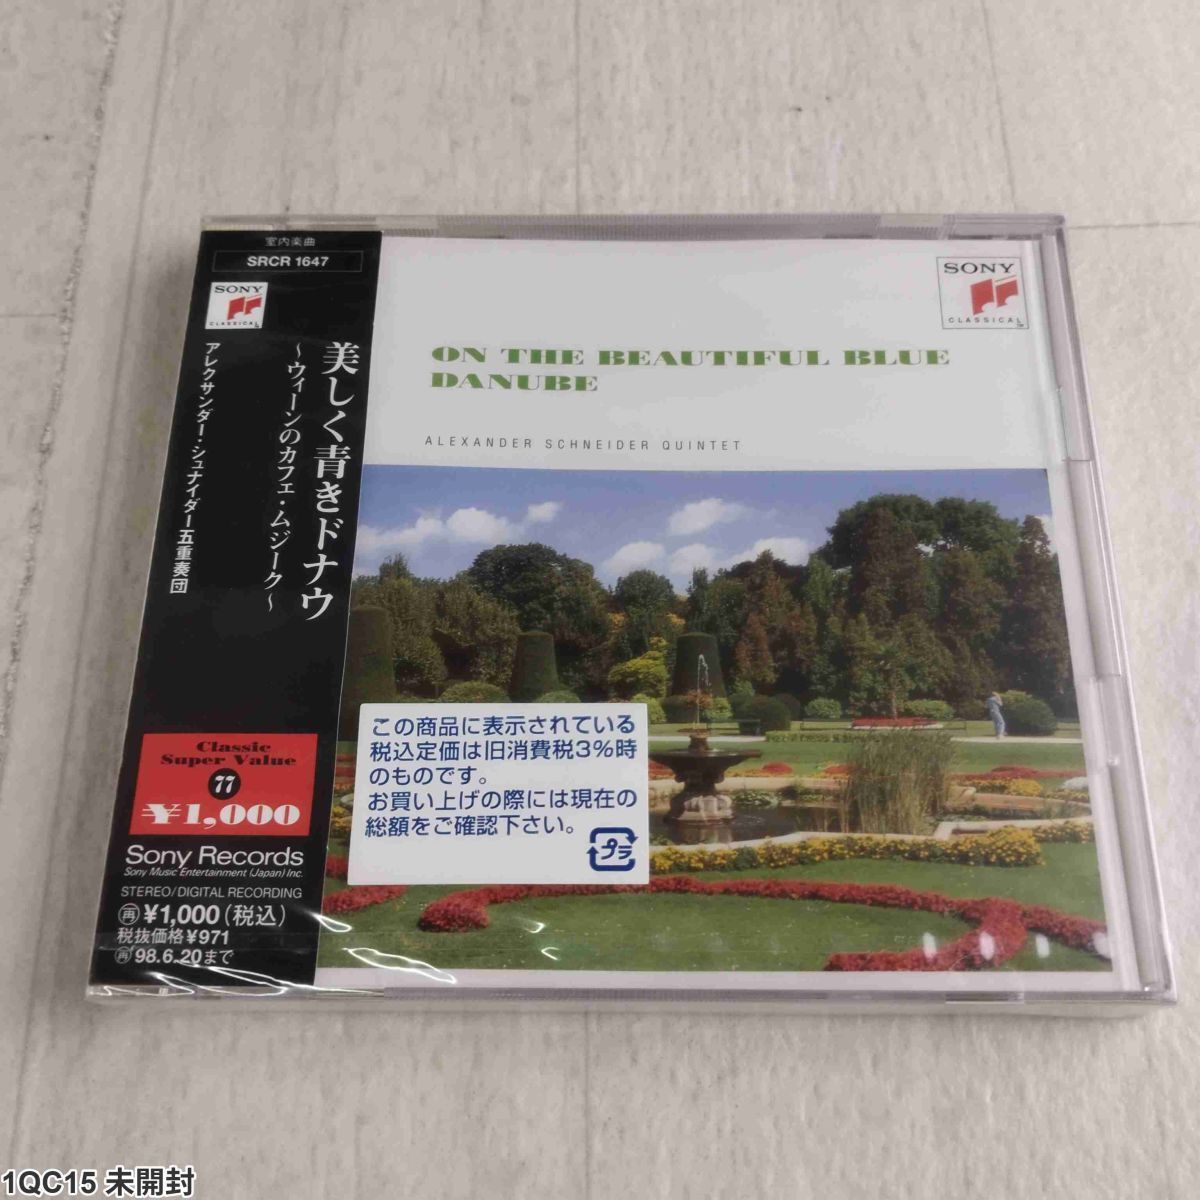 室内楽曲
SRCR 1647
SONY
CLASSICAL
美しく青きドナウ
～ウィーンのカフェ・ムジーク～
アレクサンダー・シュナイダー五重奏団
Classic
Super Value
77
¥1,000
Sony Records
Sony Music Entertainment (Japan) Inc.
STEREO/DIGITAL RECORDING
再¥1,000(税込)
税抜価格¥971
再98.6.20まで
SONY
CLASSICAL
TM
ON THE BEAUTIFUL BLUE
DANUBE
ALEXANDER SCHNEIDER QUINTET
この商品に表示されている
税込定価は旧消費税3%時
のものです。
お買い上げの際には現在の
総額をご確認下さい。
プラ
1QC15 未開封